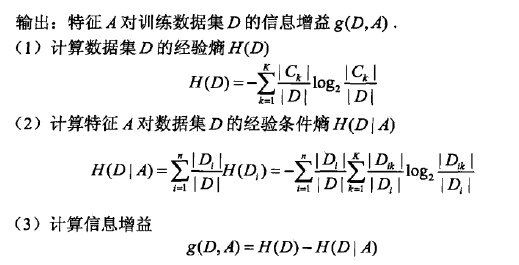 输出：特征 A 对训练数据集 D 的信息增益 g(D, A) .
（1）计算数据集 D 的经验熵 H(D)
H(D) = -\sum_{k=1}^{K} \frac{|C_k|}{|D|} \log_2 \frac{|C_k|}{|D|}
（2）计算特征 A 对数据集 D 的经验条件熵 H(D | A)
H(D | A) = \sum_{i=1}^{n} \frac{|D_i|}{|D|} H(D_i) = -\sum_{i=1}^{n} \frac{|D_i|}{|D|} \sum_{k=1}^{K} \frac{|D_{ik}|}{|D_i|} \log_2 \frac{|D_{ik}|}{|D_i|}
（3）计算信息增益
g(D, A) = H(D) - H(D | A)